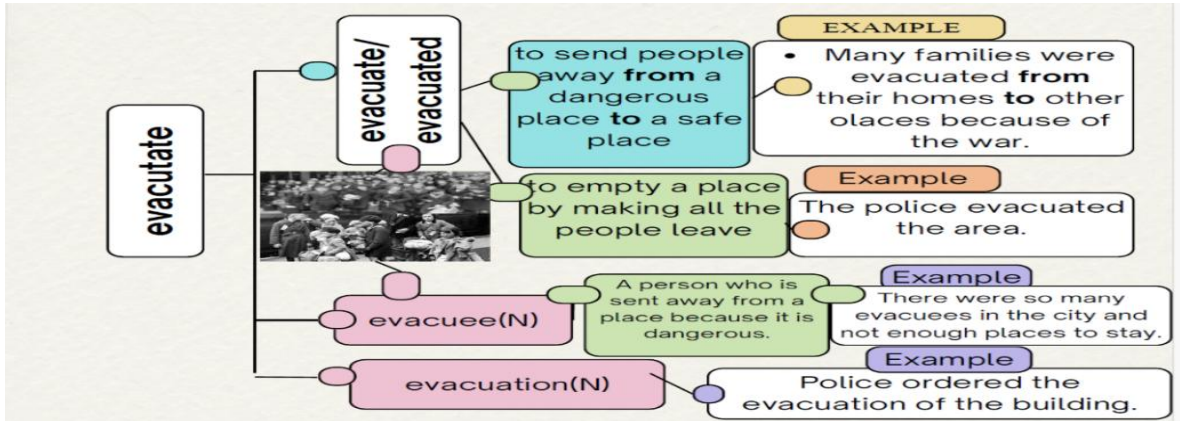 evacutate
evacuate/
evacuated
to send people
away from a
dangerous
place to a safe
place
EXAMPLE
• Many families were
evacuated from
their homes to other
olaces because of
the war.
to empty a place
by making all the
people leave
Example
The police evacuated
the area.
evacuee(N)
A person who is
sent away from a
place because it is
dangerous.
Example
There were so many
evacuees in the city and
not enough places to stay.
evacuation(N)
Example
Police ordered the
evacuation of the building.